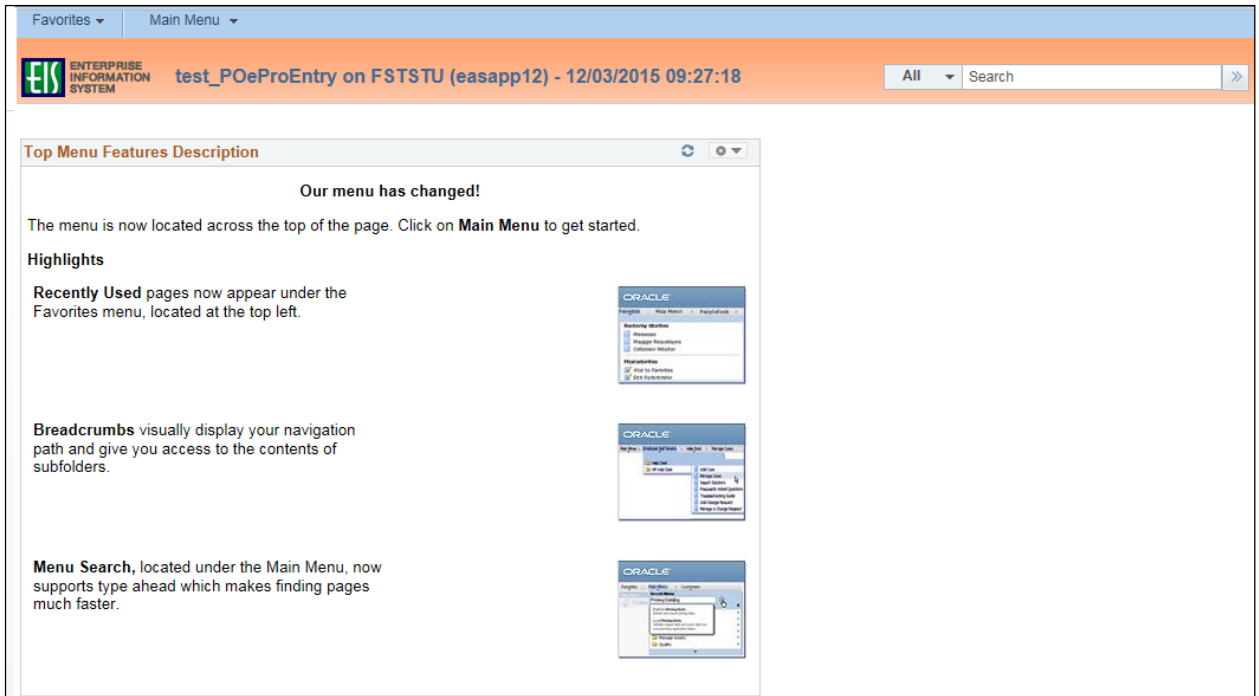 Favorites Main Menu
EIS ENTERPRISE
INFORMATION
SYSTEM
test_POeProEntry on FSTSTU (easapp12) - 12/03/2015 09:27:18
All Search
Top Menu Features Description
Our menu has changed!
The menu is now located across the top of the page. Click on Main Menu to get started.
Highlights
Recently Used pages now appear under the
Favorites menu, located at the top left.
ORACLE
Breadcrumbs visually display your navigation
path and give you access to the contents of
subfolders.
ORACLE
Menu Search, located under the Main Menu, now
supports type ahead which makes finding pages
much faster.
ORACLE